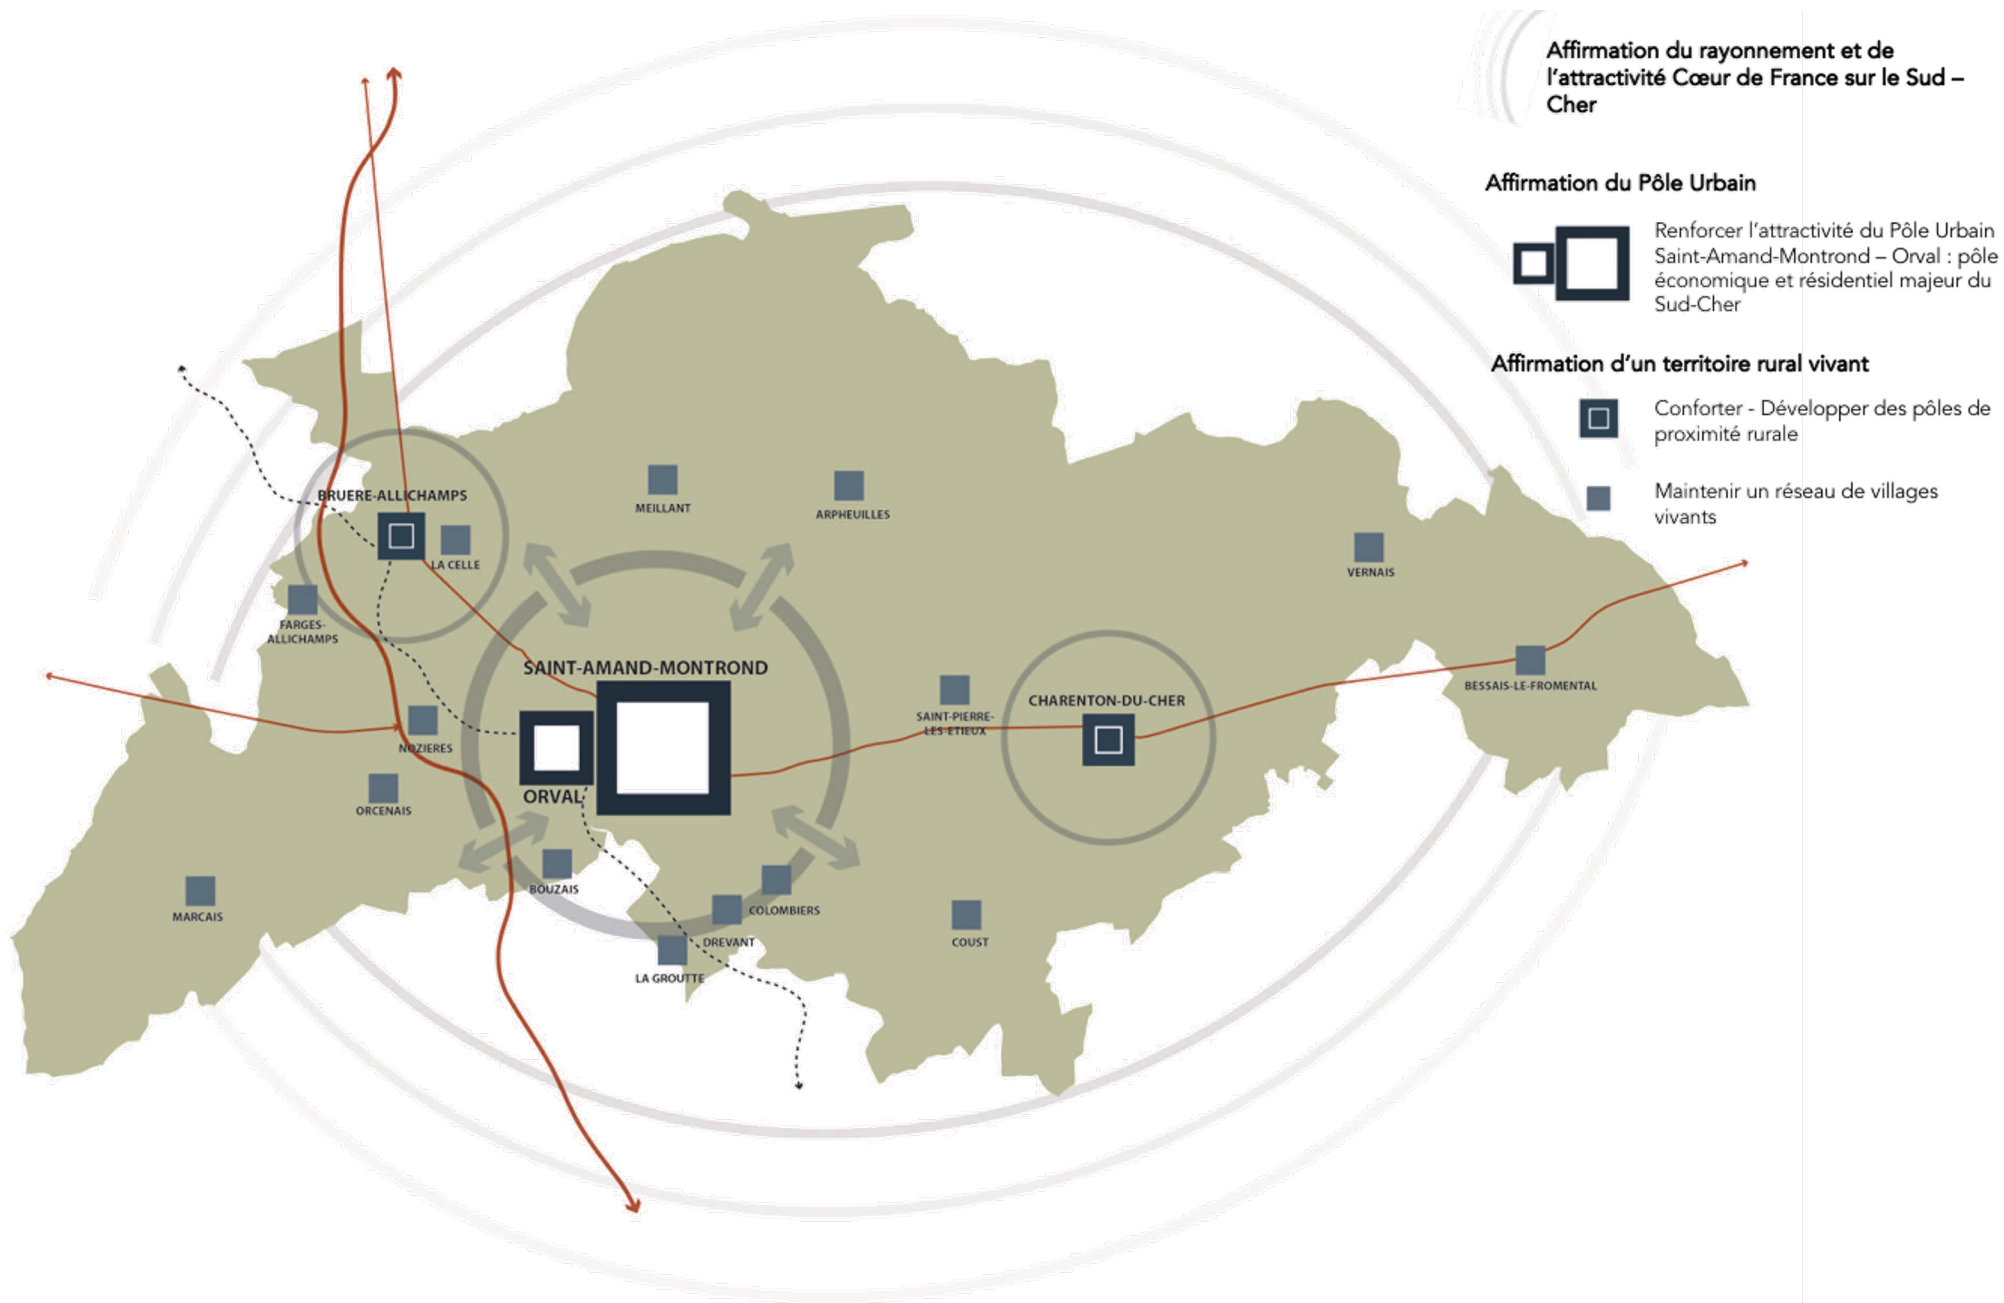 Affirmation du rayonnement et de
l'attractivité Cœur de France sur le Sud –
Cher
Affirmation du Pôle Urbain
Renforcer l'attractivité du Pôle Urbain
Saint-Amand-Montrond – Orval : pôle
économique et résidentiel majeur du
Sud-Cher
Affirmation d'un territoire rural vivant
Conforter - Développer des pôles de
proximité rurale
Maintenir un réseau de villages
vivants
BRUERE-ALLICHAMPS
LA CELLE
MEILLANT
ARPHEUILLES
VERNAIS
FARGES-
ALLICHAMPS
SAINT-AMAND-MONTROND
ORVAL
SAINT-PIERRE-
LES-ETIEUX
CHARENTON-DU-CHER
BESSAIS-LE-FROMENTAL
NOZIERES
ORCENAIS
MARCAIS
BOUZAIS
COLOMBIERS
DREVANT
LA GROUTTE
COUST